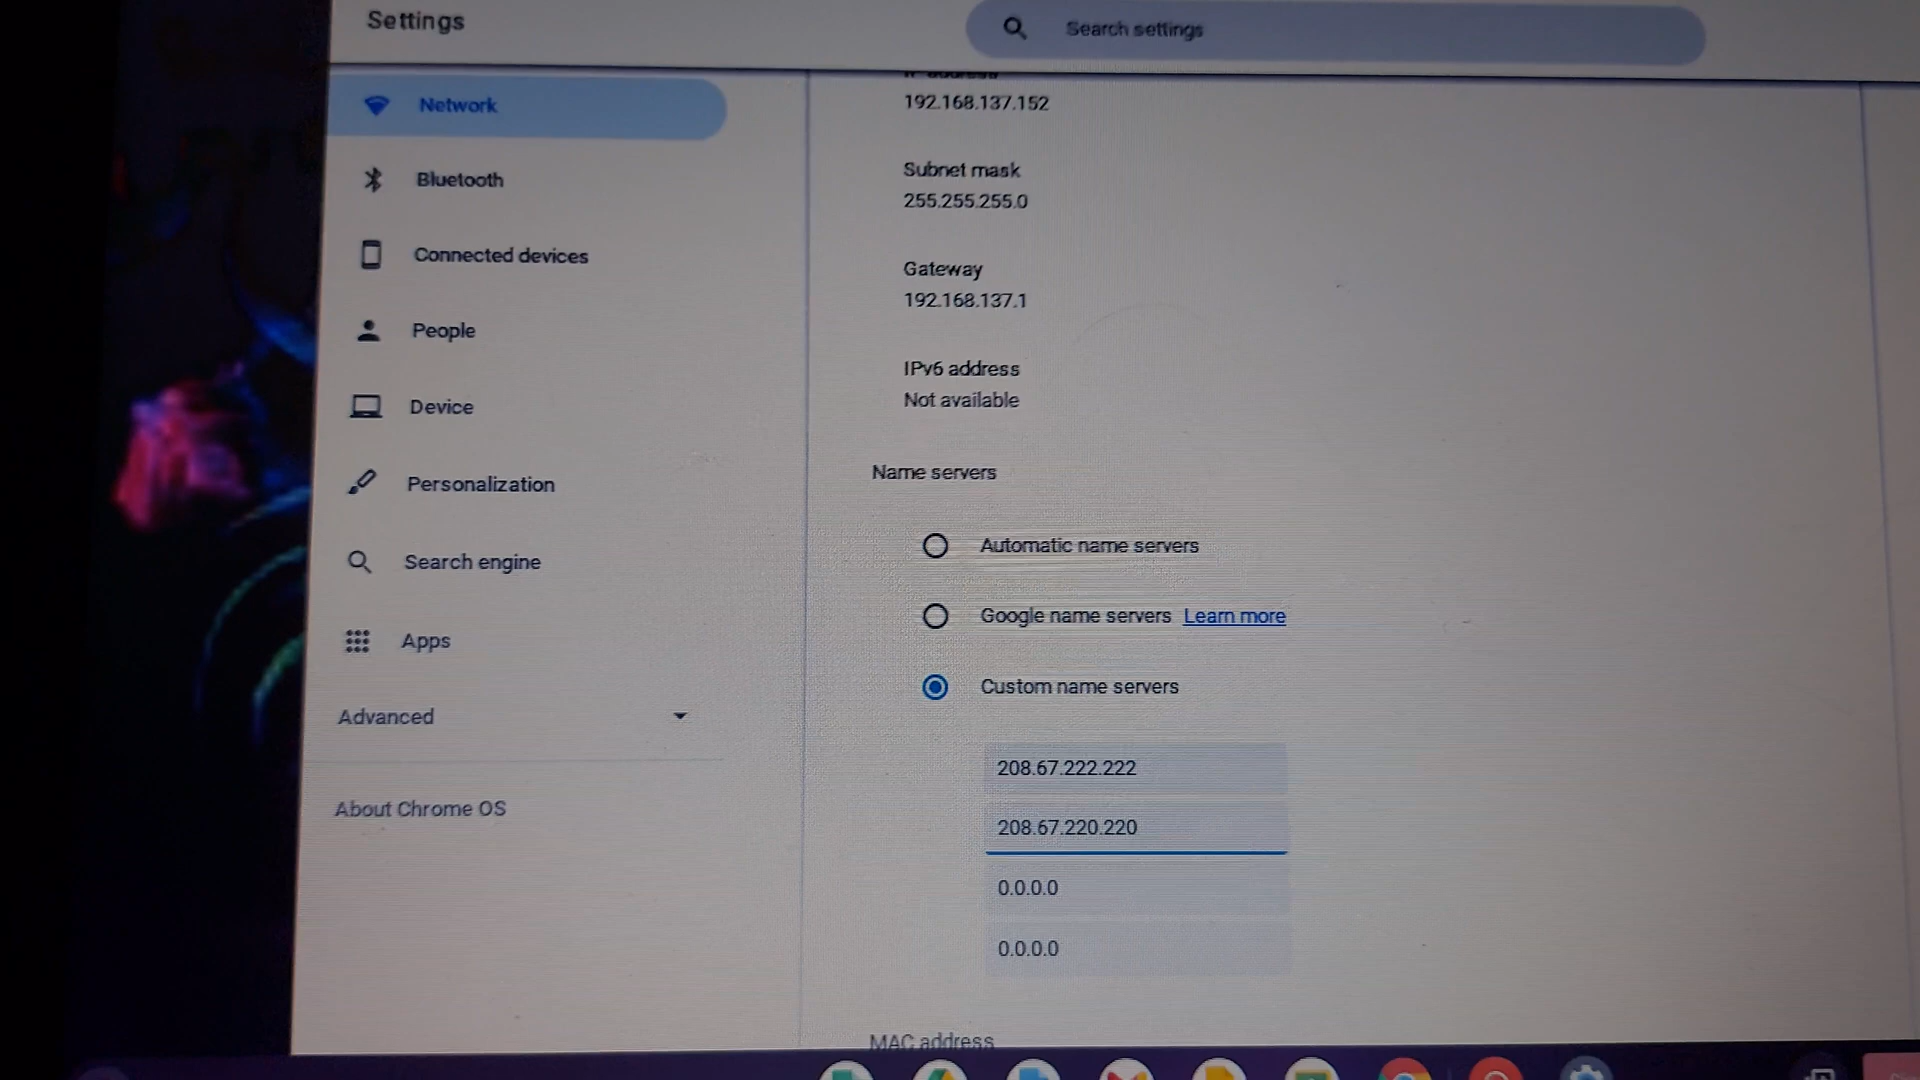 Settings
Search settings
Network
Bluetooth
Connected devices
People
Device
Personalization
Search engine
Apps
Advanced
About Chrome OS
IP address
192.168.137.152
Subnet mask
255.255.255.0
Gateway
192.168.137.1
IPv6 address
Not available
Name servers
Automatic name servers
Google name servers Learn more
Custom name servers
208.67.222.222
208.67.220.220
0.0.0.0
0.0.0.0
MAC address